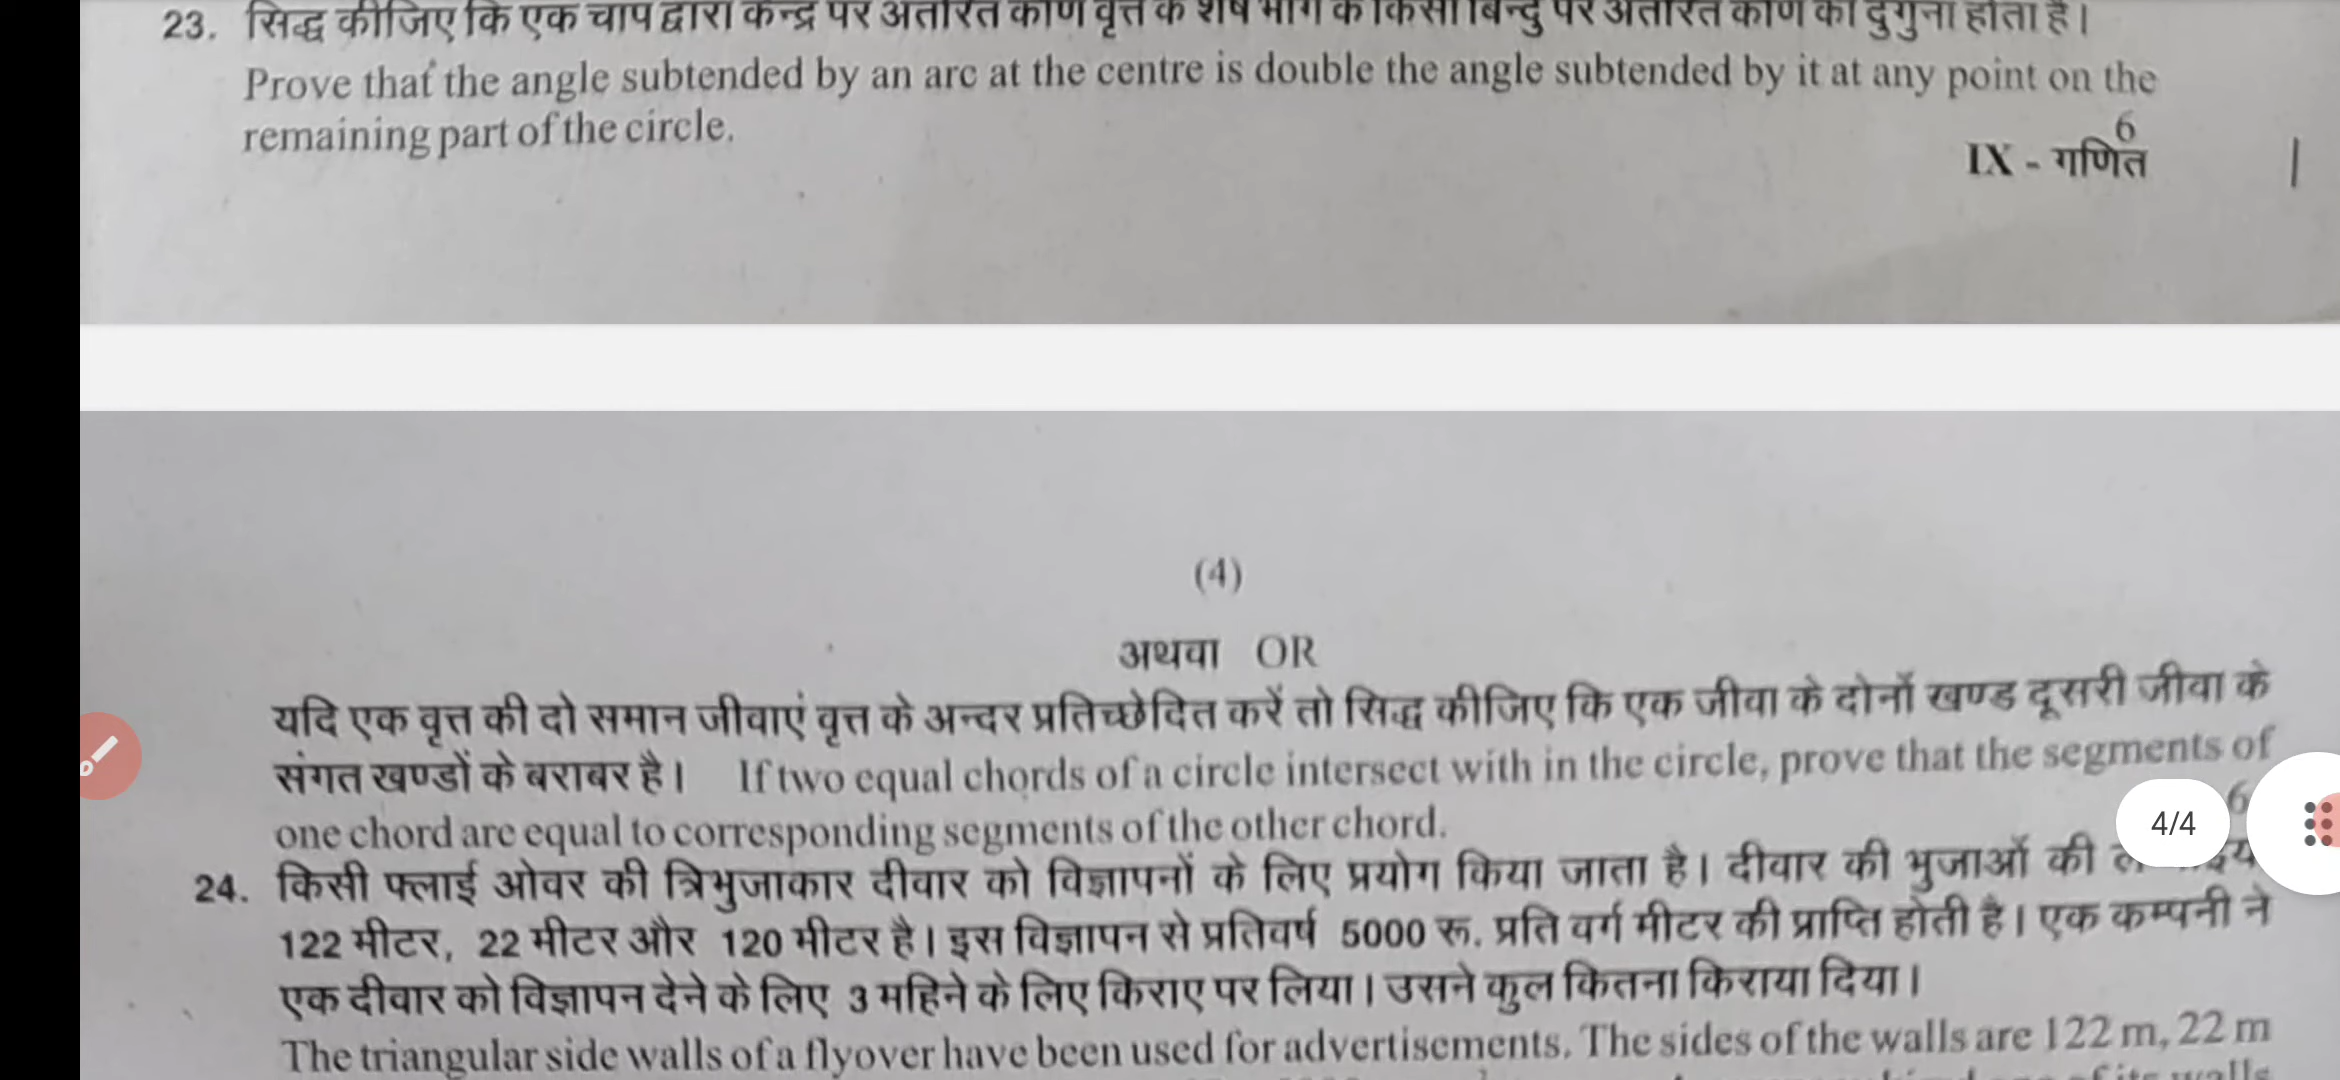 23. सिद्ध कीजिए कि एक चाप द्वारा केन्द्र पर अंतरित कोण वृत्त के शेष भाग के किसी बिन्दु पर अंतरित कोण का दुगुना होता है।
Prove that the angle subtended by an arc at the centre is double the angle subtended by it at any point on the
remaining part of the circle.
6
IX - गणित
(4)
अथवा OR
यदि एक वृत्त की दो समान जीवाएं वृत्त के अन्दर प्रतिच्छेदित करें तो सिद्ध कीजिए कि एक जीवा के दोनों खण्ड दूसरी जीवा के
संगत खण्डों के बराबर है। If two equal chords of a circle intersect with in the circle, prove that the segments of
one chord are equal to corresponding segments of the other chord.
6
4/4
24. किसी फ्लाई ओवर की त्रिभुजाकार दीवार को विज्ञापनों के लिए प्रयोग किया जाता है। दीवार की भुजाओं की
122 मीटर, 22 मीटर और 120 मीटर है। इस विज्ञापन से प्रतिवर्ष 5000 रू. प्रति वर्ग मीटर की प्राप्ति होती है। एक कम्पनी ने
एक दीवार को विज्ञापन देने के लिए 3 महिने के लिए किराए पर लिया। उसने कुल कितना किराया दिया।
The triangular side walls of a flyover have been used for advertisements. The sides of the walls are 122 m, 22 m